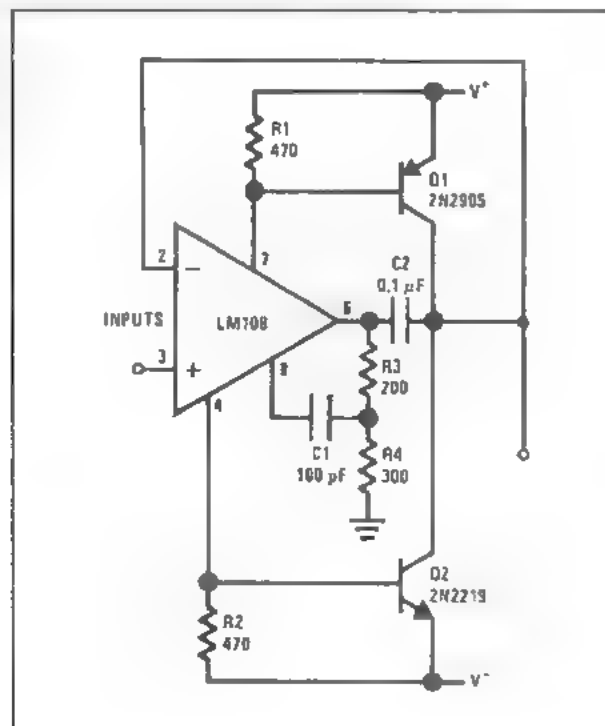 V⁺
R1
470
Q1
2N2905
2
7
C2
0.1 µF
6
INPUTS
LM108
3
R3
200
8
4
C1
100 pF
R4
300
R2
470
Q2
2N2219
V⁻